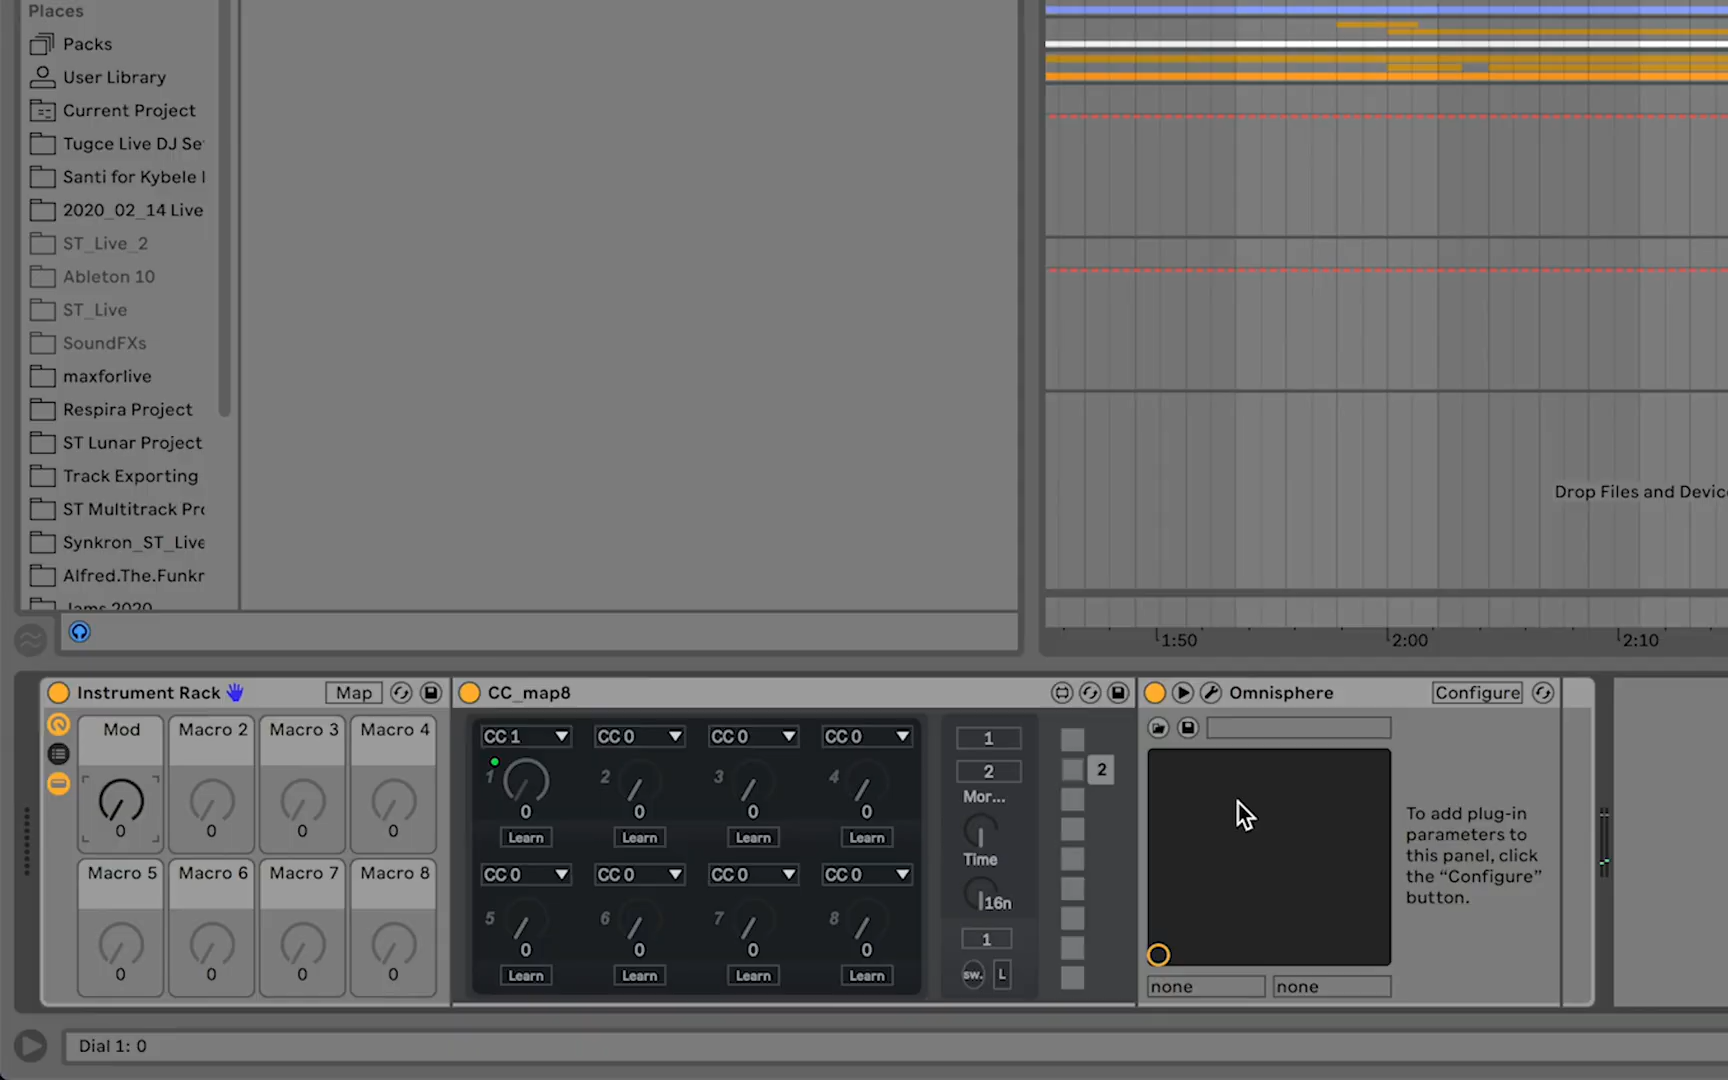 Places
Packs
User Library
Current Project
Tugce Live DJ Se
Santi for Kybele
2020_02_14 Live
ST_Live_2
Ableton 10
ST_Live
SoundFXs
maxforlive
Respira Project
ST Lunar Project
Track Exporting
ST Multitrack Pro
Synkron_ST_Live
Alfred.The.Funkr
Jams 2020
Drop Files and Devic
1:50
2:00
2:10
Instrument Rack
Map
Mod
Macro 2
Macro 3
Macro 4
0
0
0
0
Macro 5
Macro 6
Macro 7
Macro 8
0
0
0
0
CC_map8
CC 1
CC 0
CC 0
CC 0
1
2
3
4
0
0
0
0
Learn
Learn
Learn
Learn
CC 0
CC 0
CC 0
CC 0
5
6
7
8
0
0
0
0
Learn
Learn
Learn
Learn
1
2
Mor...
Time
16n
1
sw.
L
2
Omnisphere
Configure
To add plug-in
parameters to
this panel, click
the “Configure”
button.
none
none
Dial 1: 0